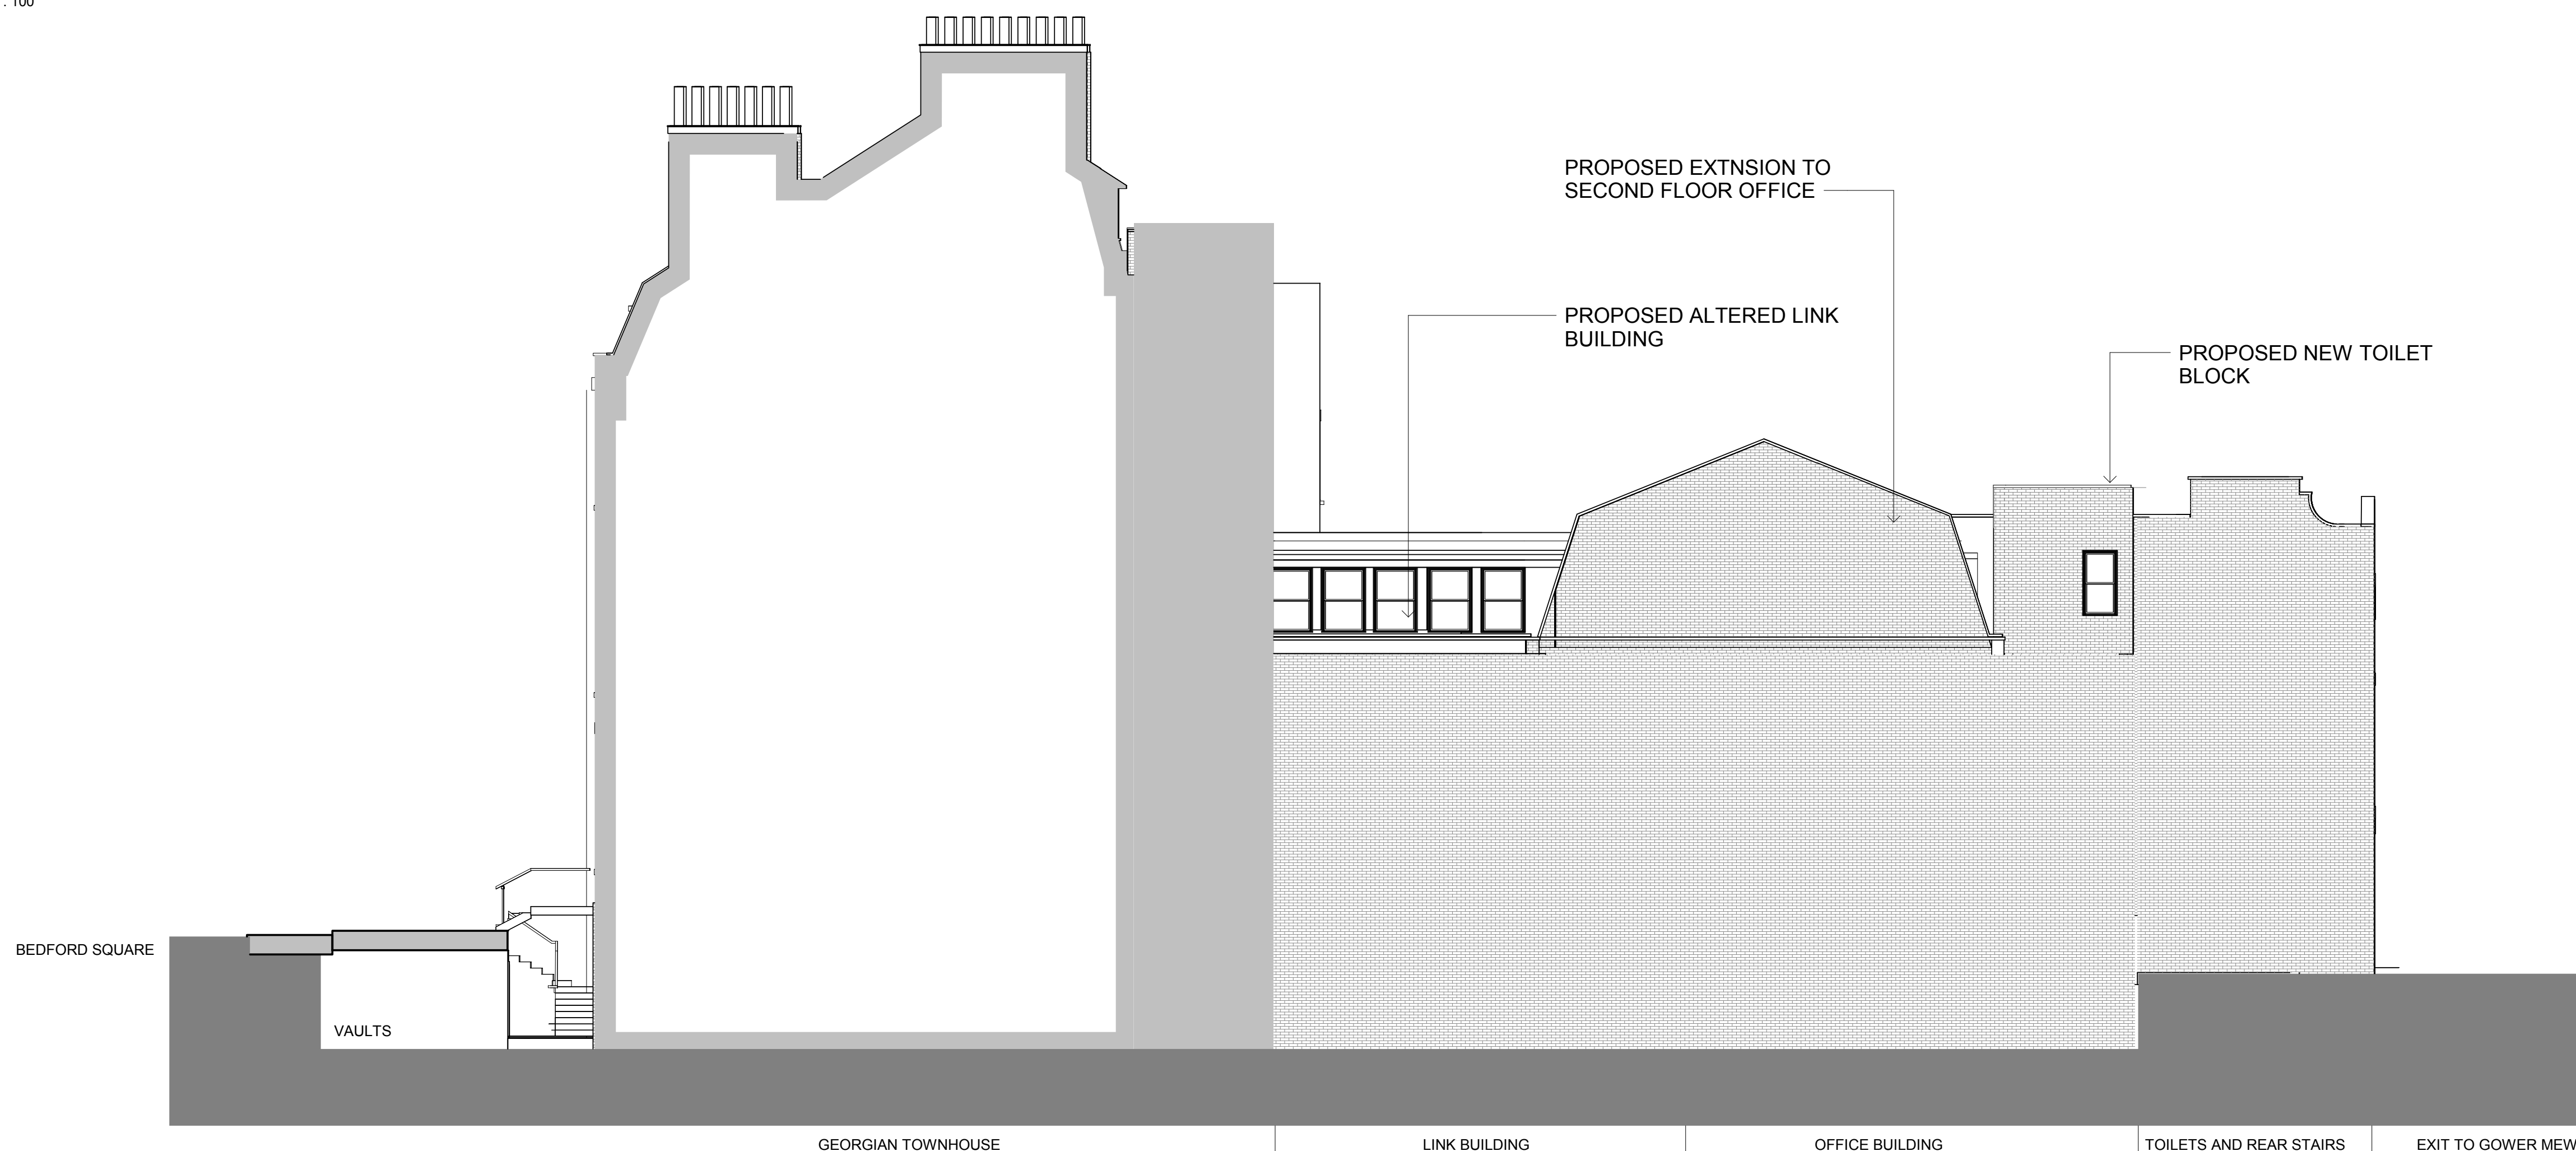 : 100
PROPOSED EXTNSION TO
SECOND FLOOR OFFICE
PROPOSED ALTERED LINK
BUILDING
PROPOSED NEW TOILET
BLOCK
BEDFORD SQUARE
VAULTS
GEORGIAN TOWNHOUSE
LINK BUILDING
OFFICE BUILDING
TOILETS AND REAR STAIRS
EXIT TO GOWER MEW